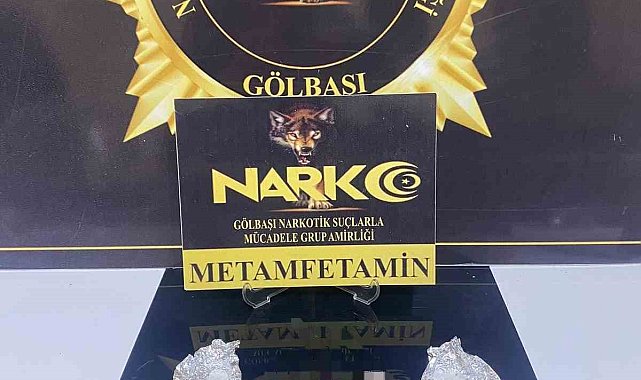 GÖLBAŞI
NARKO
GÖLBAŞI NARKOTİK SUÇLARLA
MÜCADELE GRUP AMİRLİĞİ
METAMFETAMİN